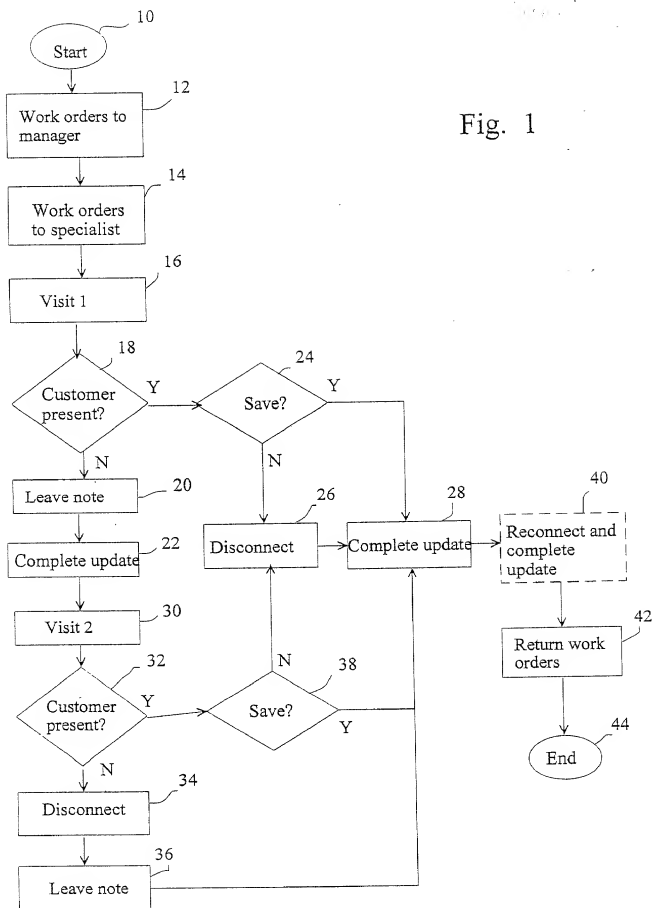 10
Start
12
Work orders to
manager
Fig. 1
14
Work orders
to specialist
16
Visit 1
18
Customer
present?
Y
N
24
Save?
Y
N
Leave note
20
Complete update
22
26
Disconnect
28
Complete update
40
Reconnect and
complete
update
Visit 2
30
42
Return work
orders
32
Customer
present?
Y
N
38
Save?
N
Y
44
End
34
Disconnect
36
Leave note